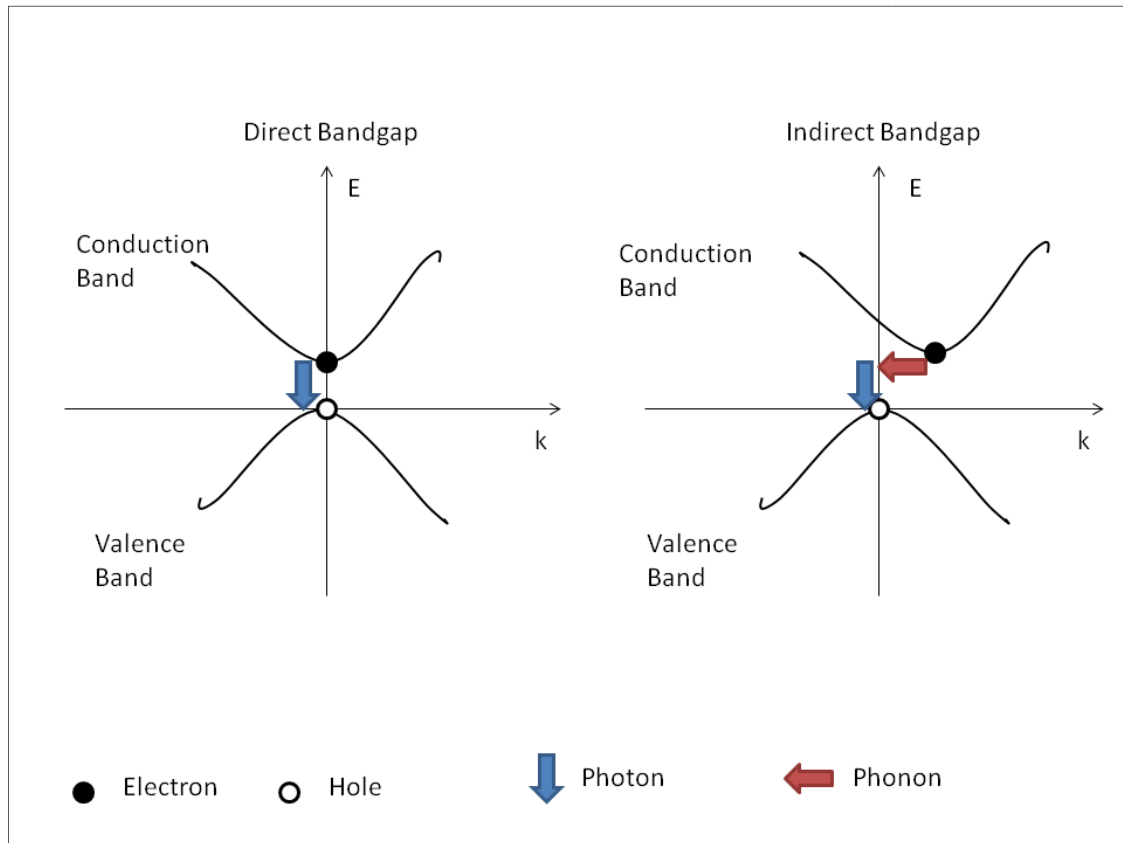 Direct Bandgap
E
Conduction
Band
k
Valence
Band
Indirect Bandgap
E
Conduction
Band
k
Valence
Band
Electron
Hole
Photon
Phonon